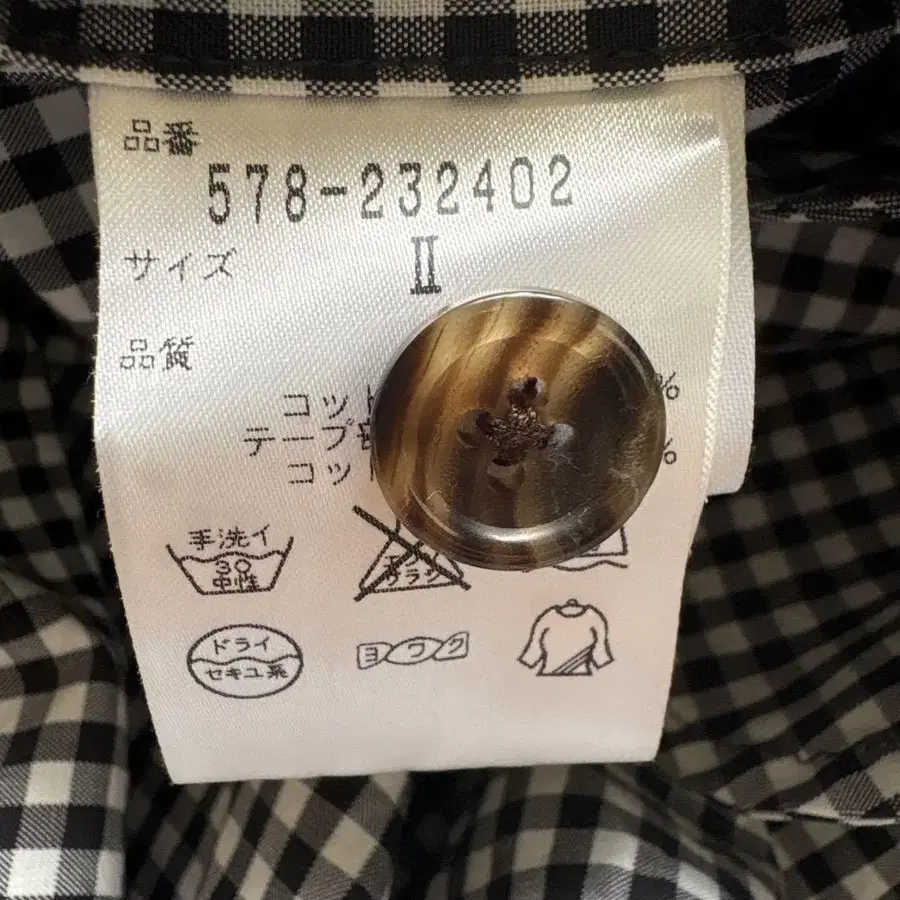 品番
578-232402
サイズ
II
品質
コット
テープ
コッ
%
%
手洗イ
30
中性
ドライ
セキユ系
ヨワク